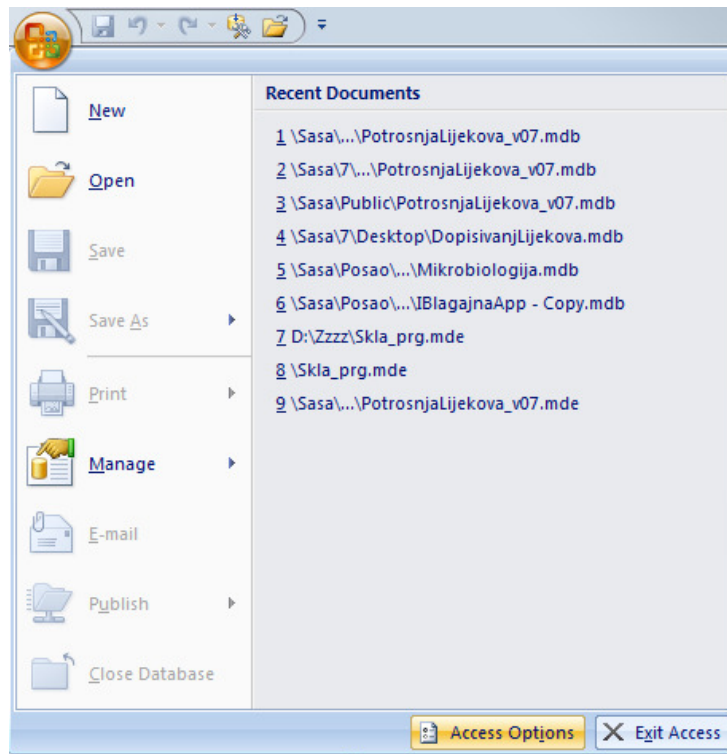 New
Open
Save
Save As
Print
Manage
E-mail
Publish
Close Database
Recent Documents
1 \Sasa\...\PotrosnjaLijekova_v07.mdb
2 \Sasa\7\...\PotrosnjaLijekova_v07.mdb
3 \Sasa\Public\PotrosnjaLijekova_v07.mdb
4 \Sasa\7\Desktop\DopisivanjLijekova.mdb
5 \Sasa\Posao\...\Mikrobiologija.mdb
6 \Sasa\Posao\...\IBlagajnaApp - Copy.mdb
7 D:\Zzzz\Skla_prg.mde
8 \Skla_prg.mde
9 \Sasa\...\PotrosnjaLijekova_v07.mde
Access Options
Exit Access